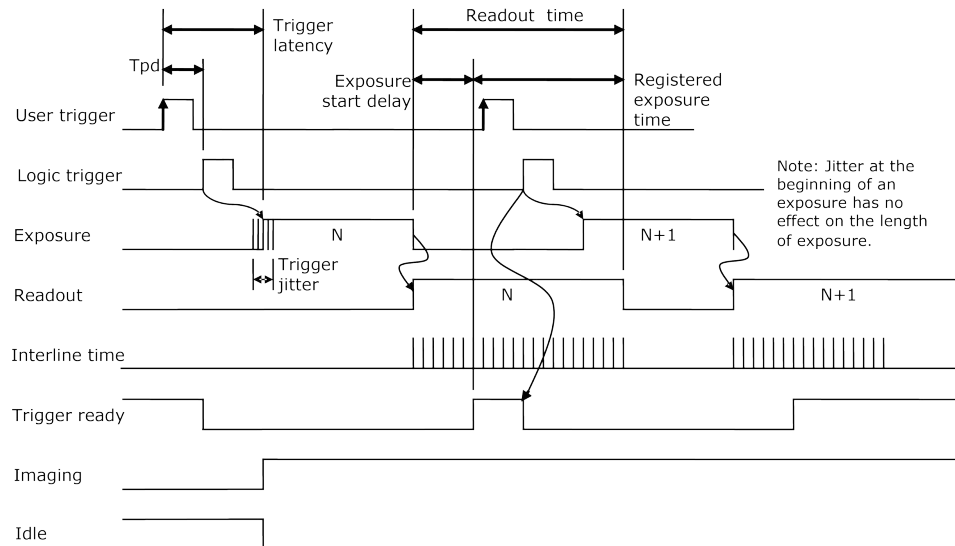 Trigger
latency
Readout time
Tpd
Exposure
start delay
Registered
exposure
time
User trigger
Logic trigger
Note: Jitter at the
beginning of an
exposure has no
effect on the length
of exposure.
Exposure
N
N+1
Trigger
jitter
Readout
N
N+1
Interline time
Trigger ready
Imaging
Idle